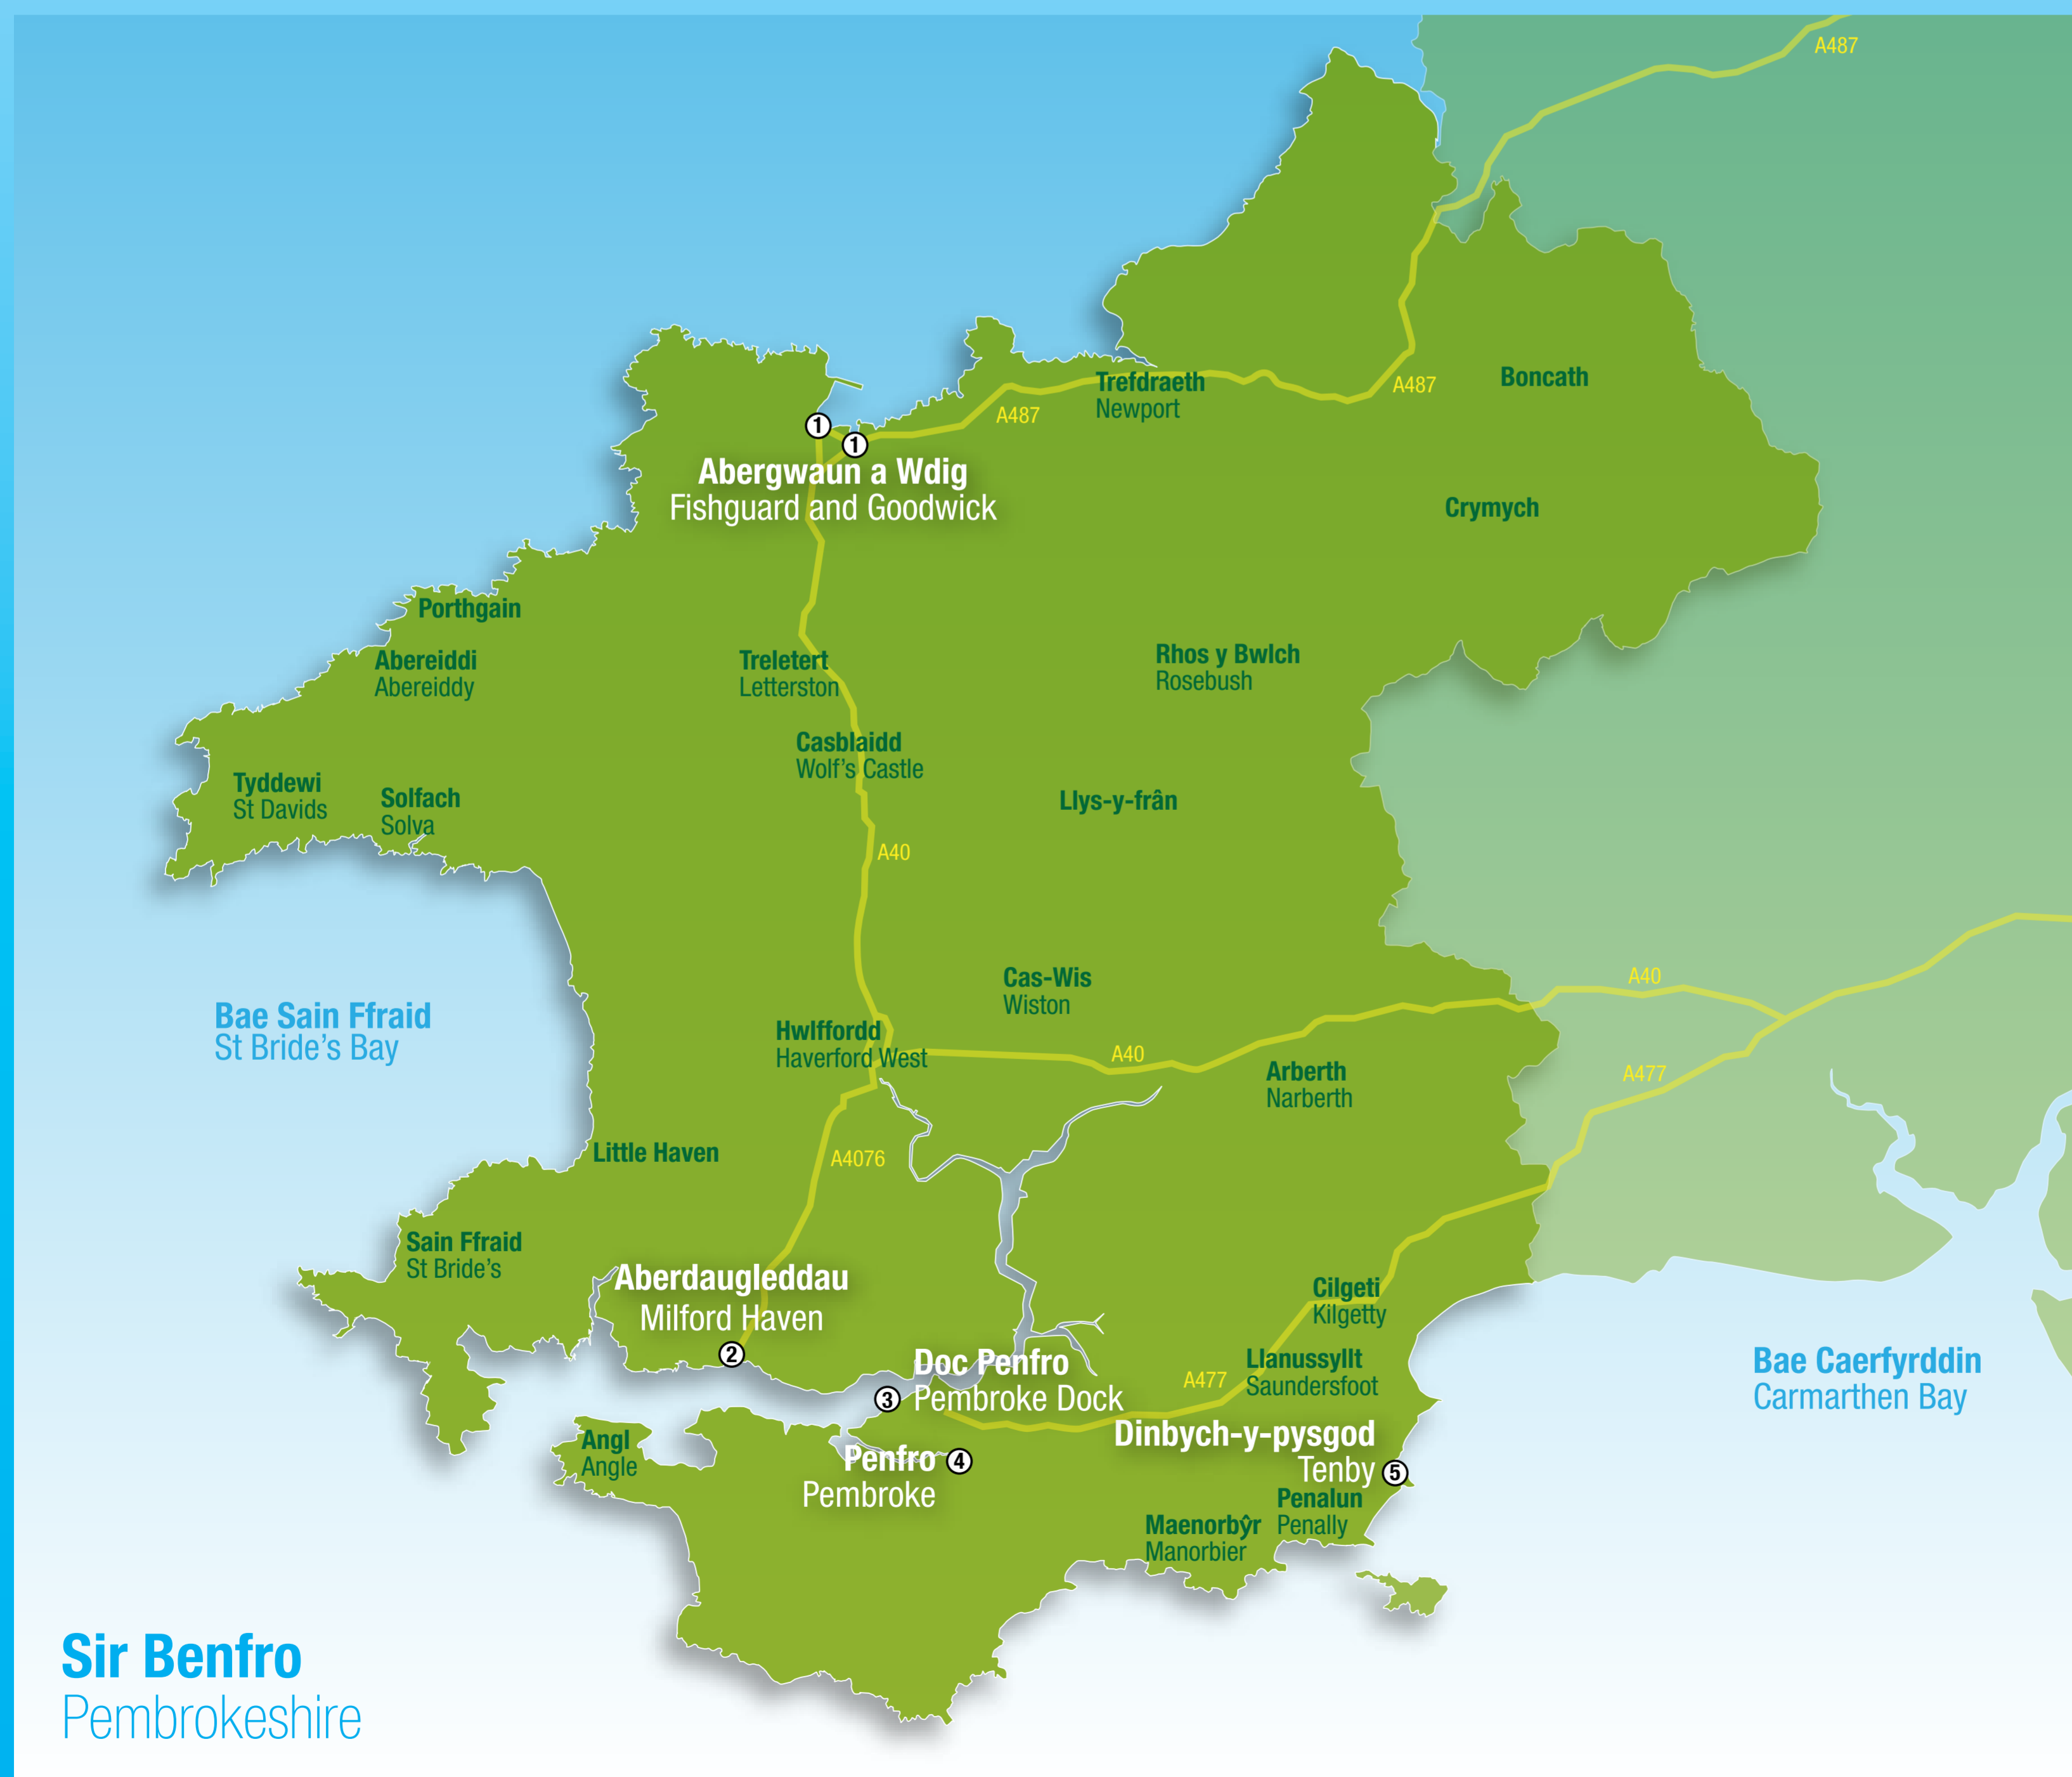 A487
Trefdraeth
Newport
A487
Boncath
A487
1
1
Abergwaun a Wdig
Fishguard and Goodwick
Crymych
Porthgain
Abereiddi
Abereiddy
Treletert
Letterston
Rhos y Bwlch
Rosebush
Casblaidd
Wolf's Castle
Tyddewi
St Davids
Solfach
Solva
Llys-y-frân
A40
Cas-Wis
Wiston
A40
Bae Sain Ffraid
St Bride's Bay
Hwlffordd
Haverford West
A40
Arberth
Narberth
A477
Little Haven
A4076
Sain Ffraid
St Bride's
Aberdaugleddau
Milford Haven
2
Cilgeti
Kilgetty
Doc Penfro
Pembroke Dock
3
A477
Llanussyllt
Saundersfoot
Bae Caerfyrddin
Carmarthen Bay
Angl
Angle
Penfro
Pembroke
4
Dinbych-y-pysgod
Tenby
5
Penalun
Penally
Maenorbŷr
Manorbier
Sir Benfro
Pembrokeshire